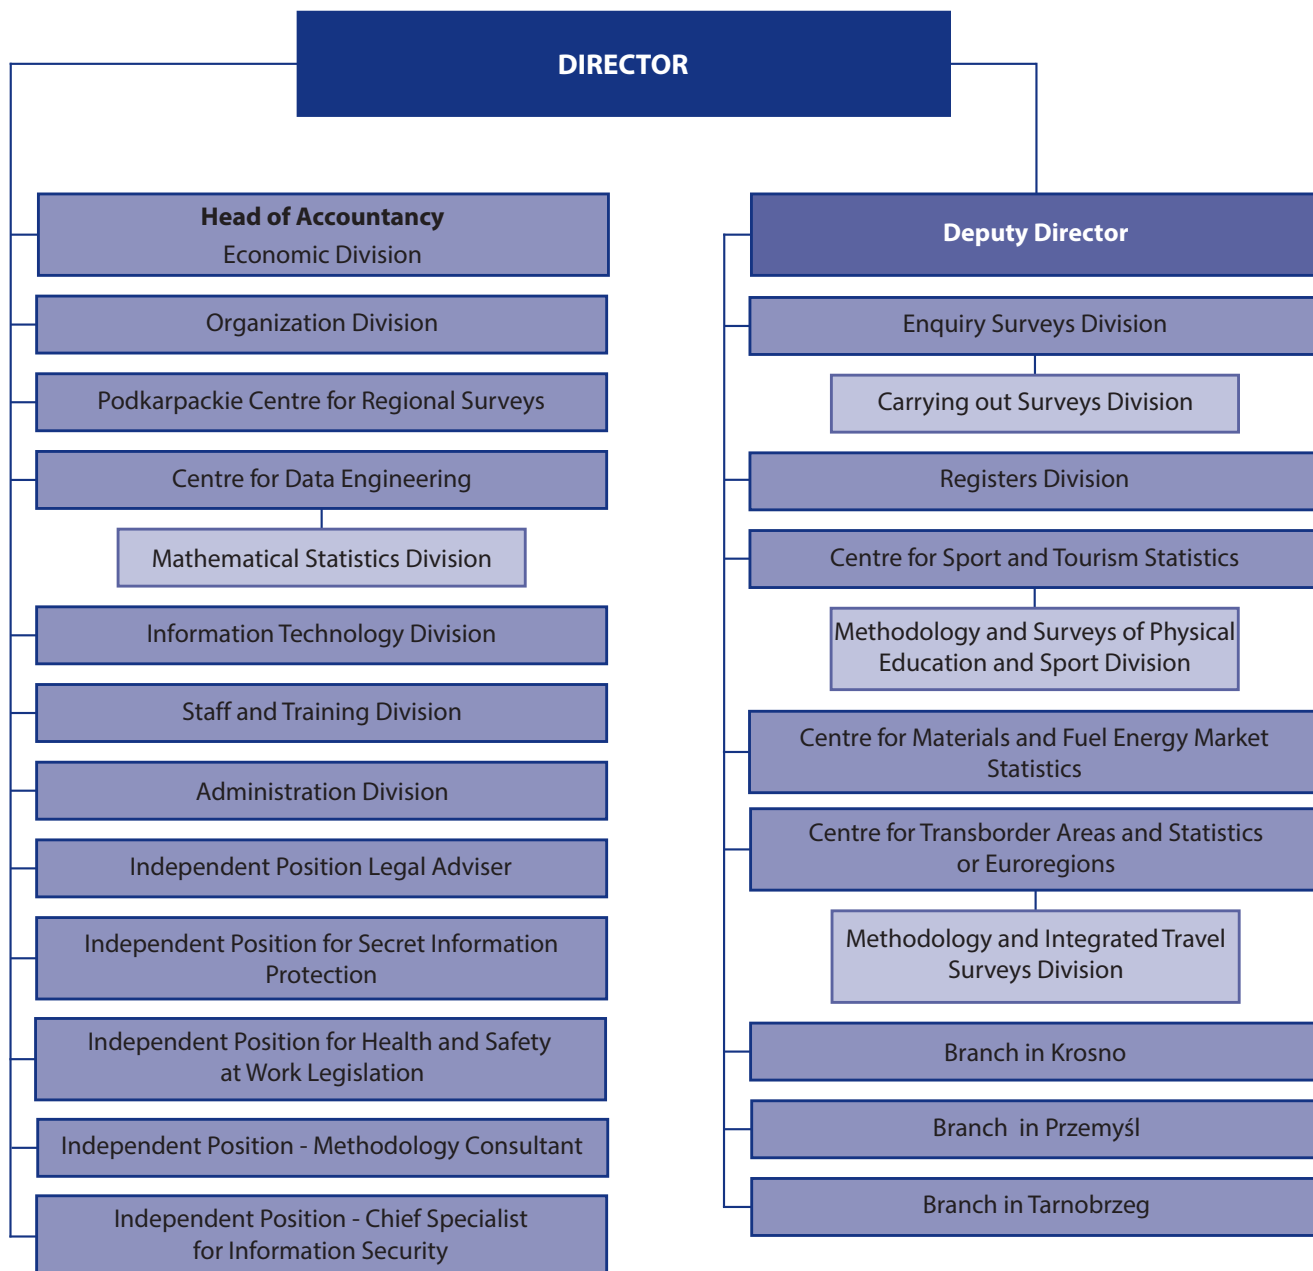 DIRECTOR
Head of Accountancy
Economic Division
Organization Division
Podkarpackie Centre for Regional Surveys
Centre for Data Engineering
Mathematical Statistics Division
Information Technology Division
Staff and Training Division
Administration Division
Independent Position Legal Adviser
Independent Position for Secret Information
Protection
Independent Position for Health and Safety
at Work Legislation
Independent Position - Methodology Consultant
Independent Position - Chief Specialist
for Information Security
Deputy Director
Enquiry Surveys Division
Carrying out Surveys Division
Registers Division
Centre for Sport and Tourism Statistics
Methodology and Surveys of Physical
Education and Sport Division
Centre for Materials and Fuel Energy Market
Statistics
Centre for Transborder Areas and Statistics
or Euroregions
Methodology and Integrated Travel
Surveys Division
Branch in Krosno
Branch in Przemyśl
Branch in Tarnobrzeg